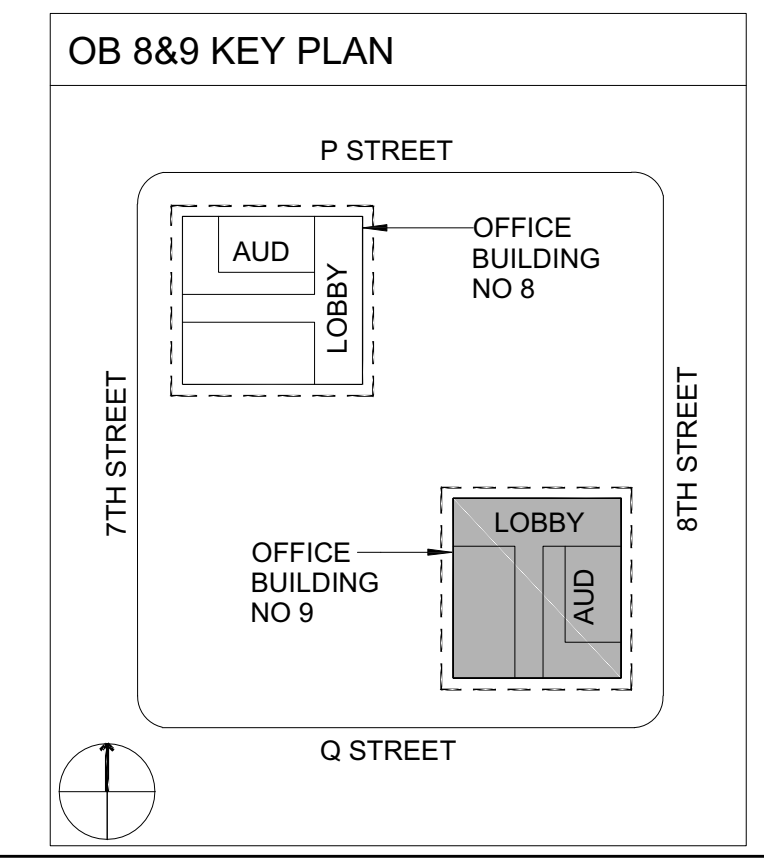 OB 8&9 KEY PLAN
P STREET
AUD
LOBBY
OFFICE
BUILDING
NO 8
7TH STREET
8TH STREET
LOBBY
AUD
OFFICE
BUILDING
NO 9
Q STREET